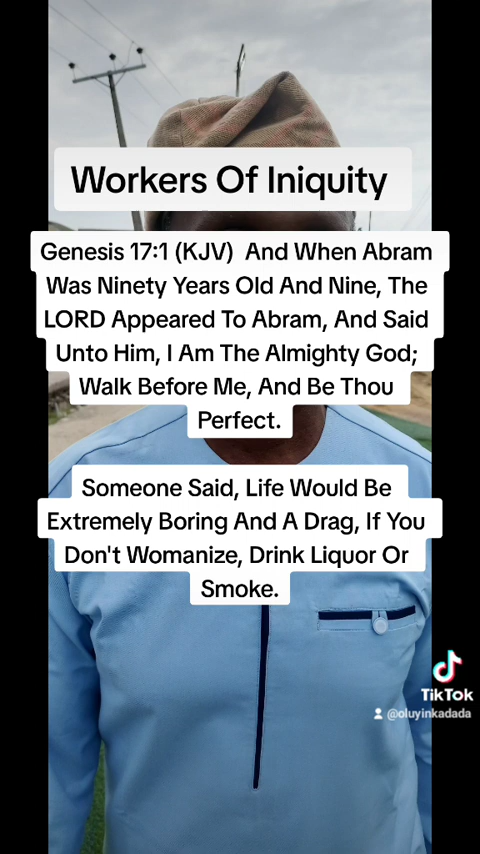 Workers Of Iniquity
Genesis 17:1 (KJV)  And When Abram
Was Ninety Years Old And Nine, The
LORD Appeared To Abram, And Said
Unto Him, I Am The Almighty God;
Walk Before Me, And Be Thou
Perfect.
Someone Said, Life Would Be
Extremely Boring And A Drag, If You
Don't Womanize, Drink Liquor Or
Smoke.
TikTok
@oluyinkadada